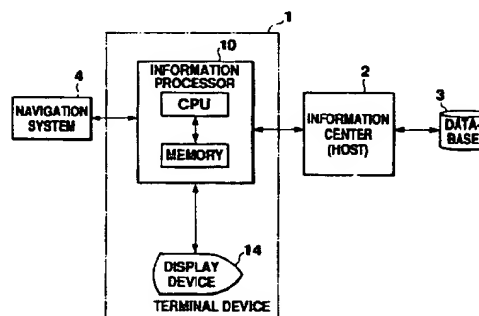 1
10
INFORMATION
PROCESSOR
CPU
MEMORY
4
NAVIGATION
SYSTEM
2
INFORMATION
CENTER
(HOST)
3
DATA-
BASE
14
DISPLAY
DEVICE
TERMINAL DEVICE